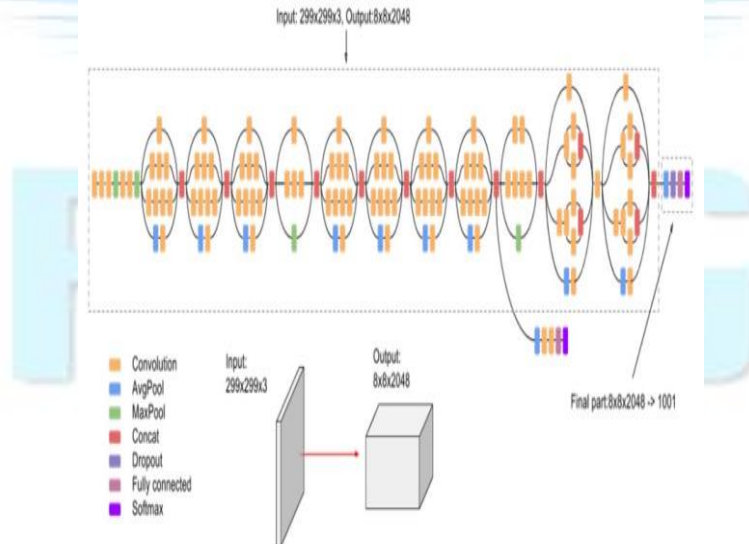 Input: 299x299x3, Output:8x8x2048
Convolution
AvgPool
MaxPool
Concat
Dropout
Fully connected
Softmax
Input:
299x299x3
Output:
8x8x2048
Final part:8x8x2048 -> 1001